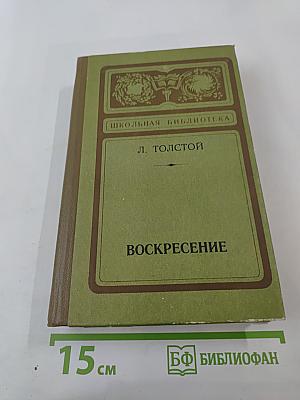 ШКОЛЬНАЯ БИБЛИОТЕКА
Л. ТОЛСТОЙ
ВОСКРЕСЕНИЕ
15 см
БФ БИБЛИОФАН